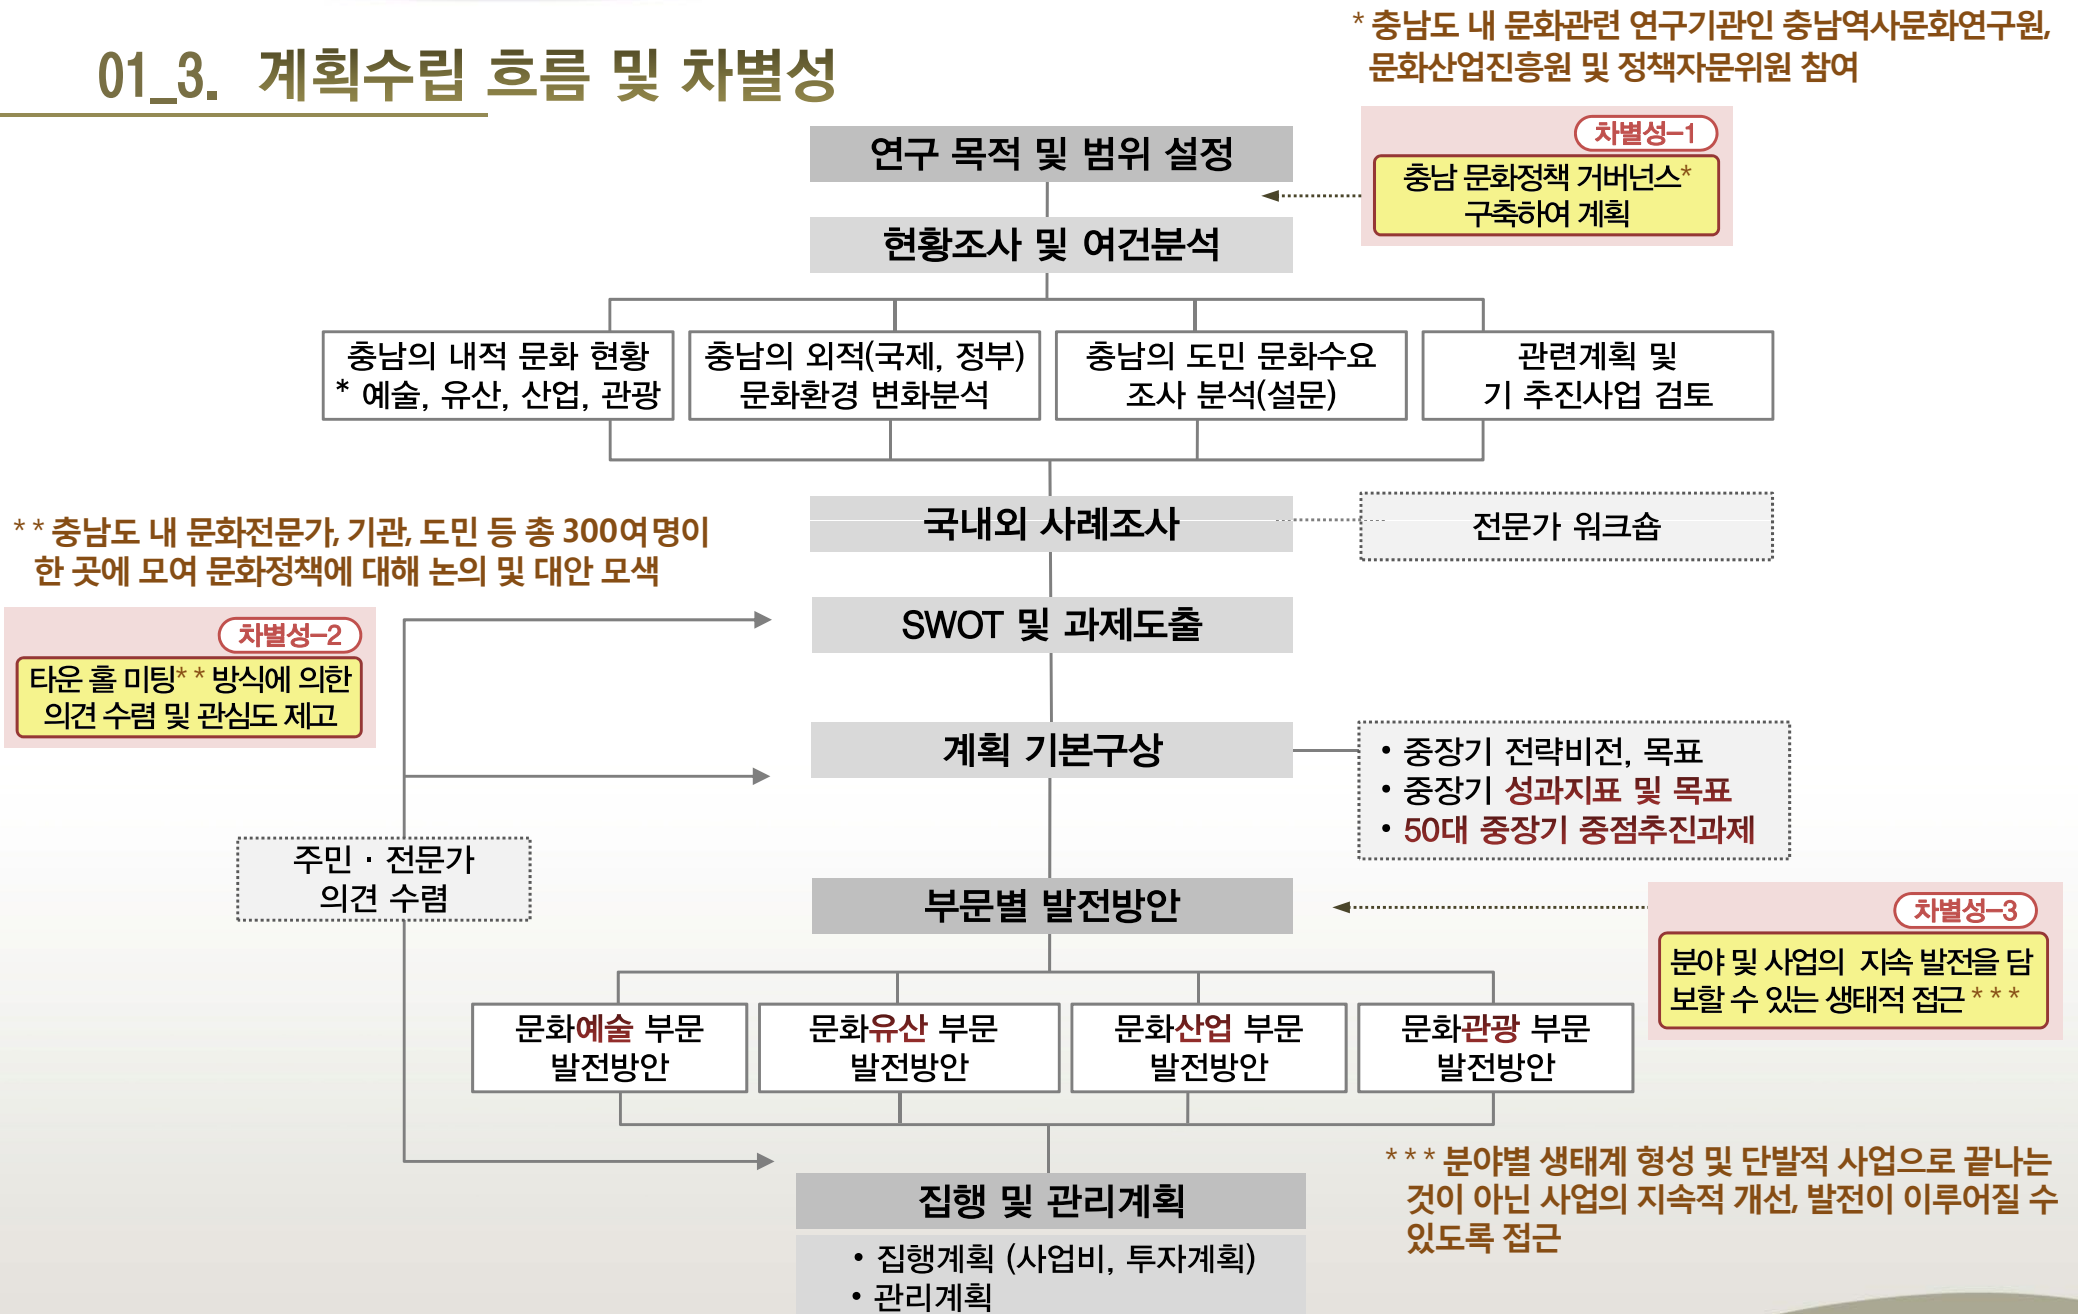 * 충남도 내 문화관련 연구기관인 충남역사문화연구원,
문화산업진흥원 및 정책자문위원 참여
01_3. 계획수립 흐름 및 차별성
차별성-1
충남 문화정책 거버넌스*
구축하여 계획
연구 목적 및 범위 설정
현황조사 및 여건분석
충남의 내적 문화 현황
* 예술, 유산, 산업, 관광
충남의 외적(국제, 정부)
문화환경 변화분석
충남의 도민 문화수요
조사 분석(설문)
관련계획 및
기 추진사업 검토
국내외 사례조사
전문가 워크숍
** 충남도 내 문화전문가, 기관, 도민 등 총 300여명이
한 곳에 모여 문화정책에 대해 논의 및 대안 모색
차별성-2
타운 홀 미팅** 방식에 의한
의견 수렴 및 관심도 제고
SWOT 및 과제도출
계획 기본구상
• 중장기 전략비전, 목표
• 중장기 성과지표 및 목표
• 50대 중장기 중점추진과제
주민 · 전문가
의견 수렴
부문별 발전방안
차별성-3
분야 및 사업의 지속 발전을 담
보할 수 있는 생태적 접근***
문화예술 부문
발전방안
문화유산 부문
발전방안
문화산업 부문
발전방안
문화관광 부문
발전방안
*** 분야별 생태계 형성 및 단발적 사업으로 끝나는
것이 아닌 사업의 지속적 개선, 발전이 이루어질 수
있도록 접근
집행 및 관리계획
• 집행계획 (사업비, 투자계획)
• 관리계획